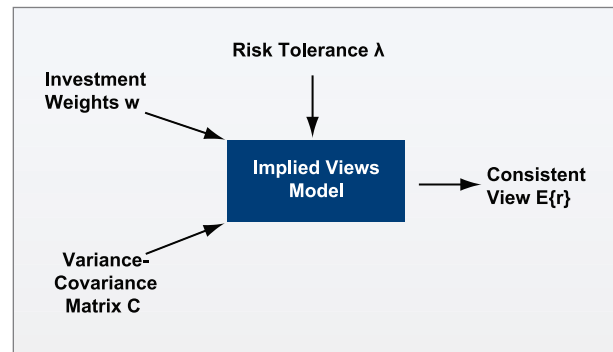 Risk Tolerance λ
Investment
Weights w
Implied Views
Model
Consistent
View E{r}
Variance-
Covariance
Matrix C